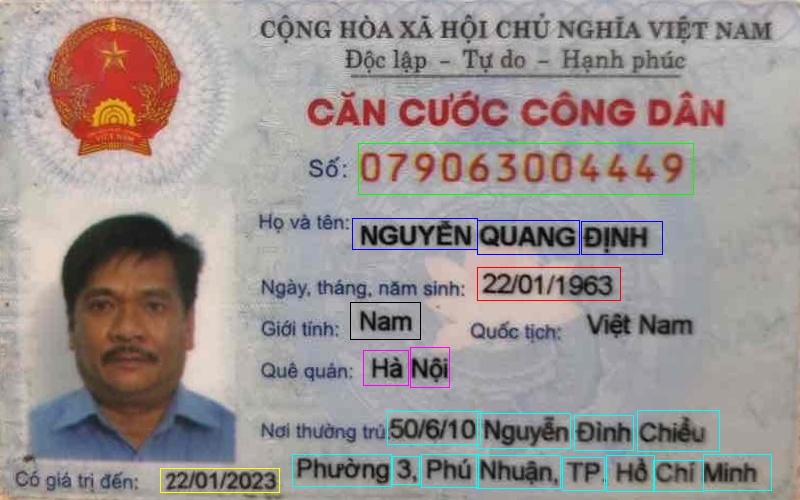 CỘNG HÒA XÃ HỘI CHỦ NGHĨA VIỆT NAM
Độc lập - Tự do - Hạnh phúc
CĂN CƯỚC CÔNG DÂN
Số: 079063004449
Họ và tên: NGUYỄN QUANG ĐỊNH
Ngày, tháng, năm sinh: 22/01/1963
Giới tính: Nam Quốc tịch: Việt Nam
Quê quán: Hà Nội
Nơi thường trú: 50/6/10 Nguyễn Đình Chiểu
Phường 3, Phú Nhuận, TP. Hồ Chí Minh
Có giá trị đến: 22/01/2023